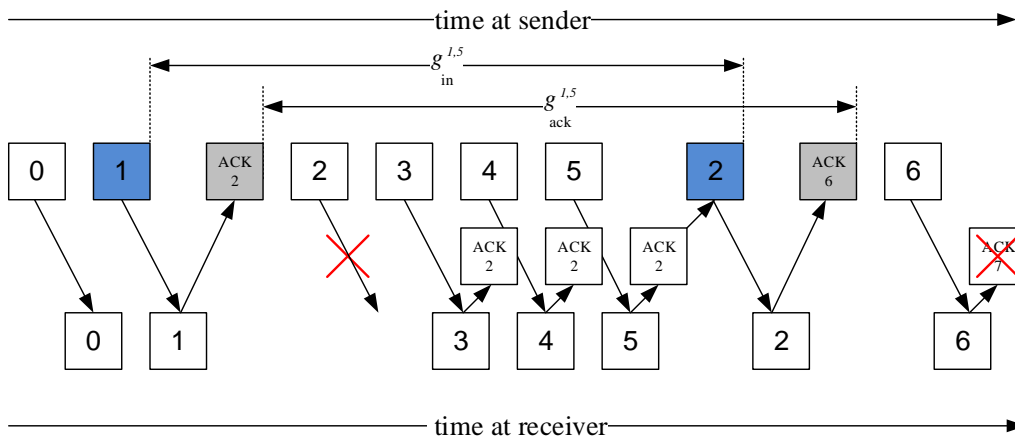 time at sender
g 1,5
in
g 1,5
ack
0 1 ACK 2 3 4 5 2 ACK 6
2 6
ACK ACK ACK ACK
2 2 2 7
0 1 3 4 5 2 6
time at receiver